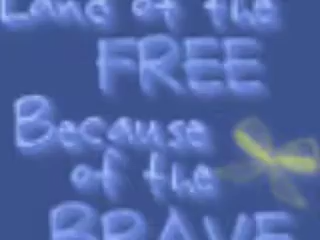 Land of the
FREE
Because
of the
BRAVE